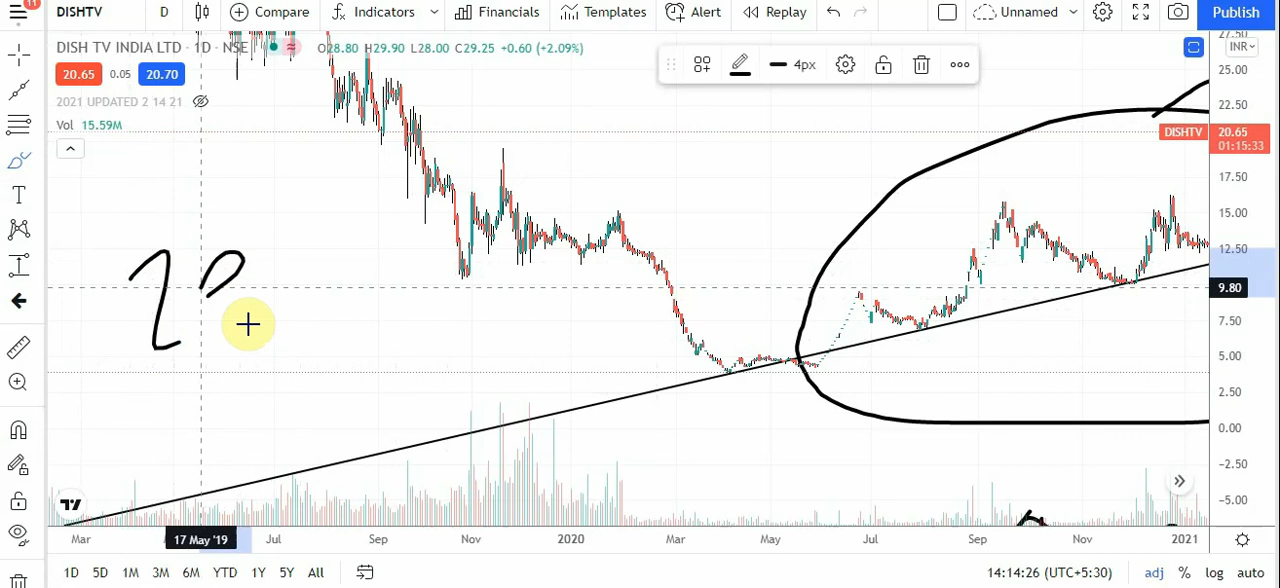 11
DISHTV D Compare Indicators Financials Templates Alert Replay Unnamed Publish
DISH TV INDIA LTD · 1D · NSE O28.80 H29.90 L28.00 C29.25 +0.60 (+2.09%)
20.65 0.05 20.70
2021 UPDATED 2 14 21
Vol 15.59M
4px
INR
27.50
25.00
22.50
DISHTV 20.65
01:15:33
17.50
15.00
12.50
9.80
7.50
5.00
2.50
0.00
−2.50
−5.00
Mar 17 May '19 Jul Sep Nov 2020 Mar May Jul Sep Nov 2021
1D 5D 1M 3M 6M YTD 1Y 5Y All 14:14:26 (UTC+5:30) adj % log auto